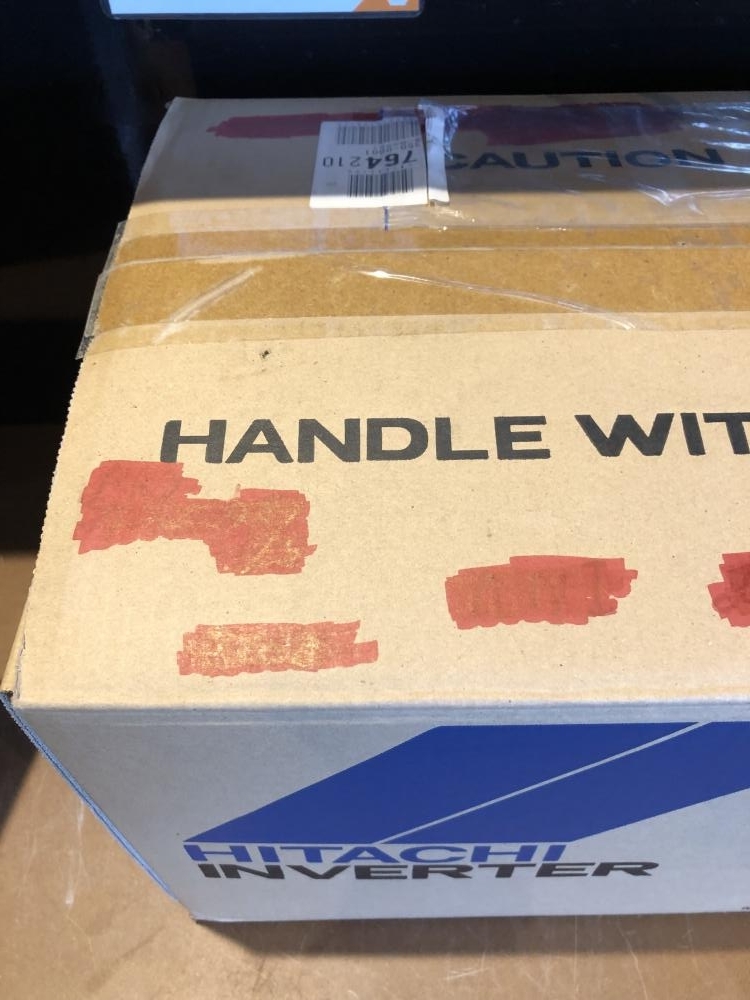 764210
CAUTION
HANDLE WIT
HITACHI
INVERTER